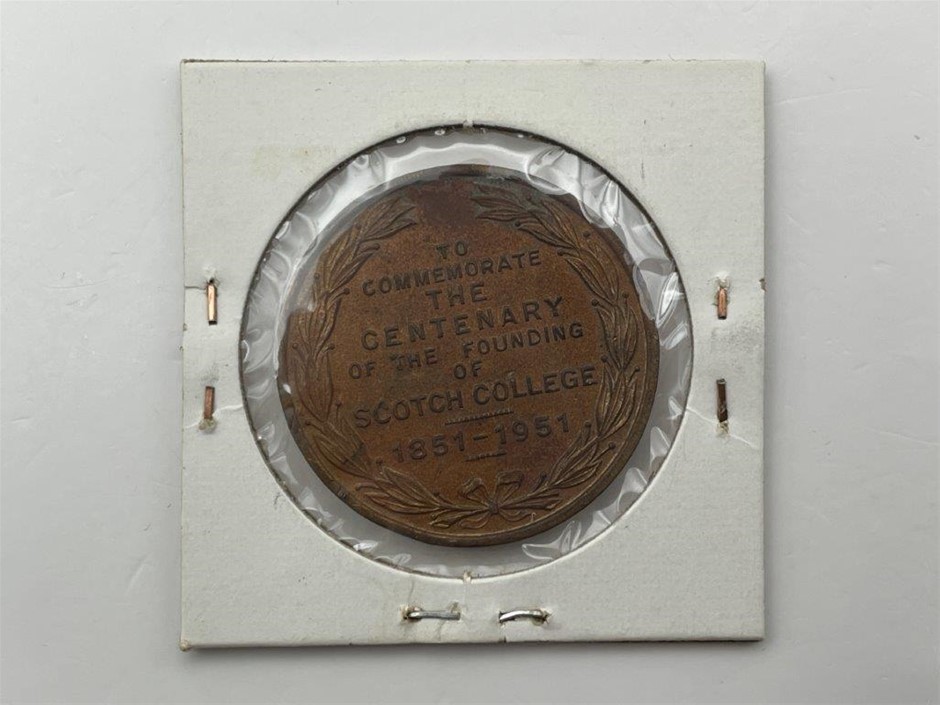 TO
COMMEMORATE
THE
CENTENARY
OF THE FOUNDING
OF
SCOTCH COLLEGE
1851-1951